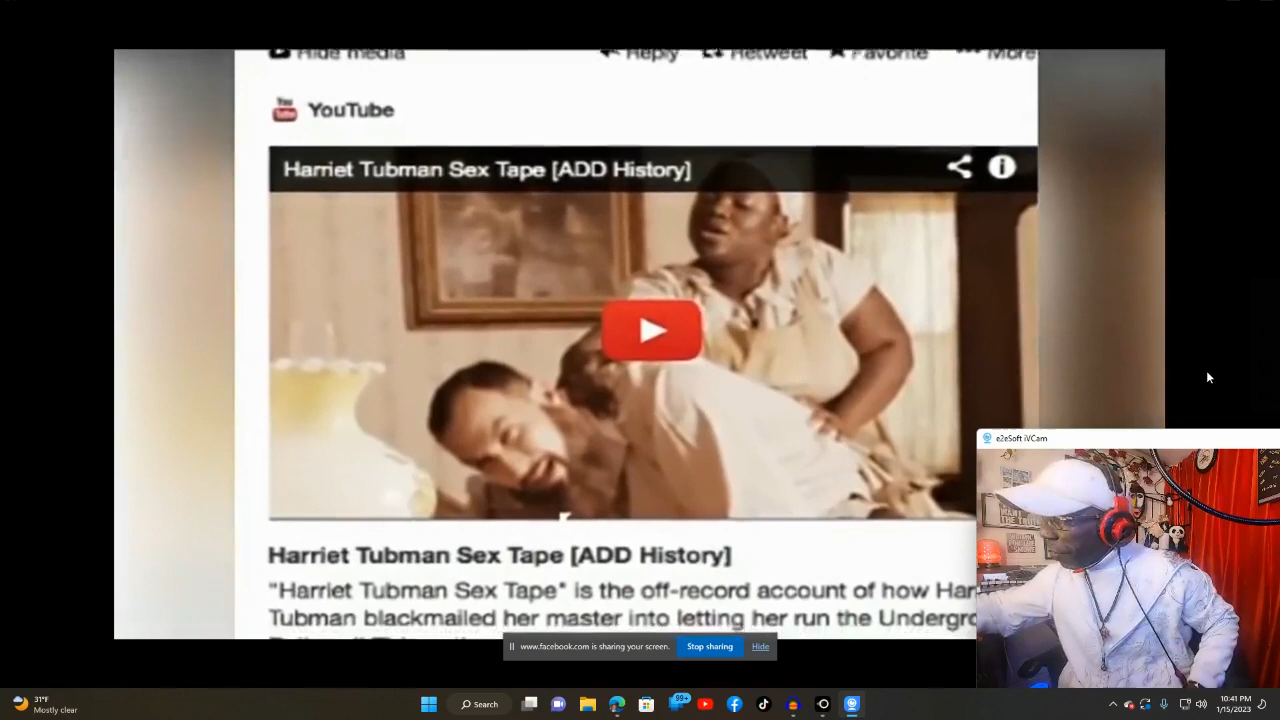 Hide media Reply Retweet Favorite More
You Tube YouTube
Harriet Tubman Sex Tape [ADD History]
Harriet Tubman Sex Tape [ADD History]
"Harriet Tubman Sex Tape" is the off-record account of how Har
Tubman blackmailed her master into letting her run the Undergro
e2eSoft iVCam
www.facebook.com is sharing your screen. Stop sharing Hide
31°F
Mostly clear
Search
99+
10:41 PM
1/15/2023